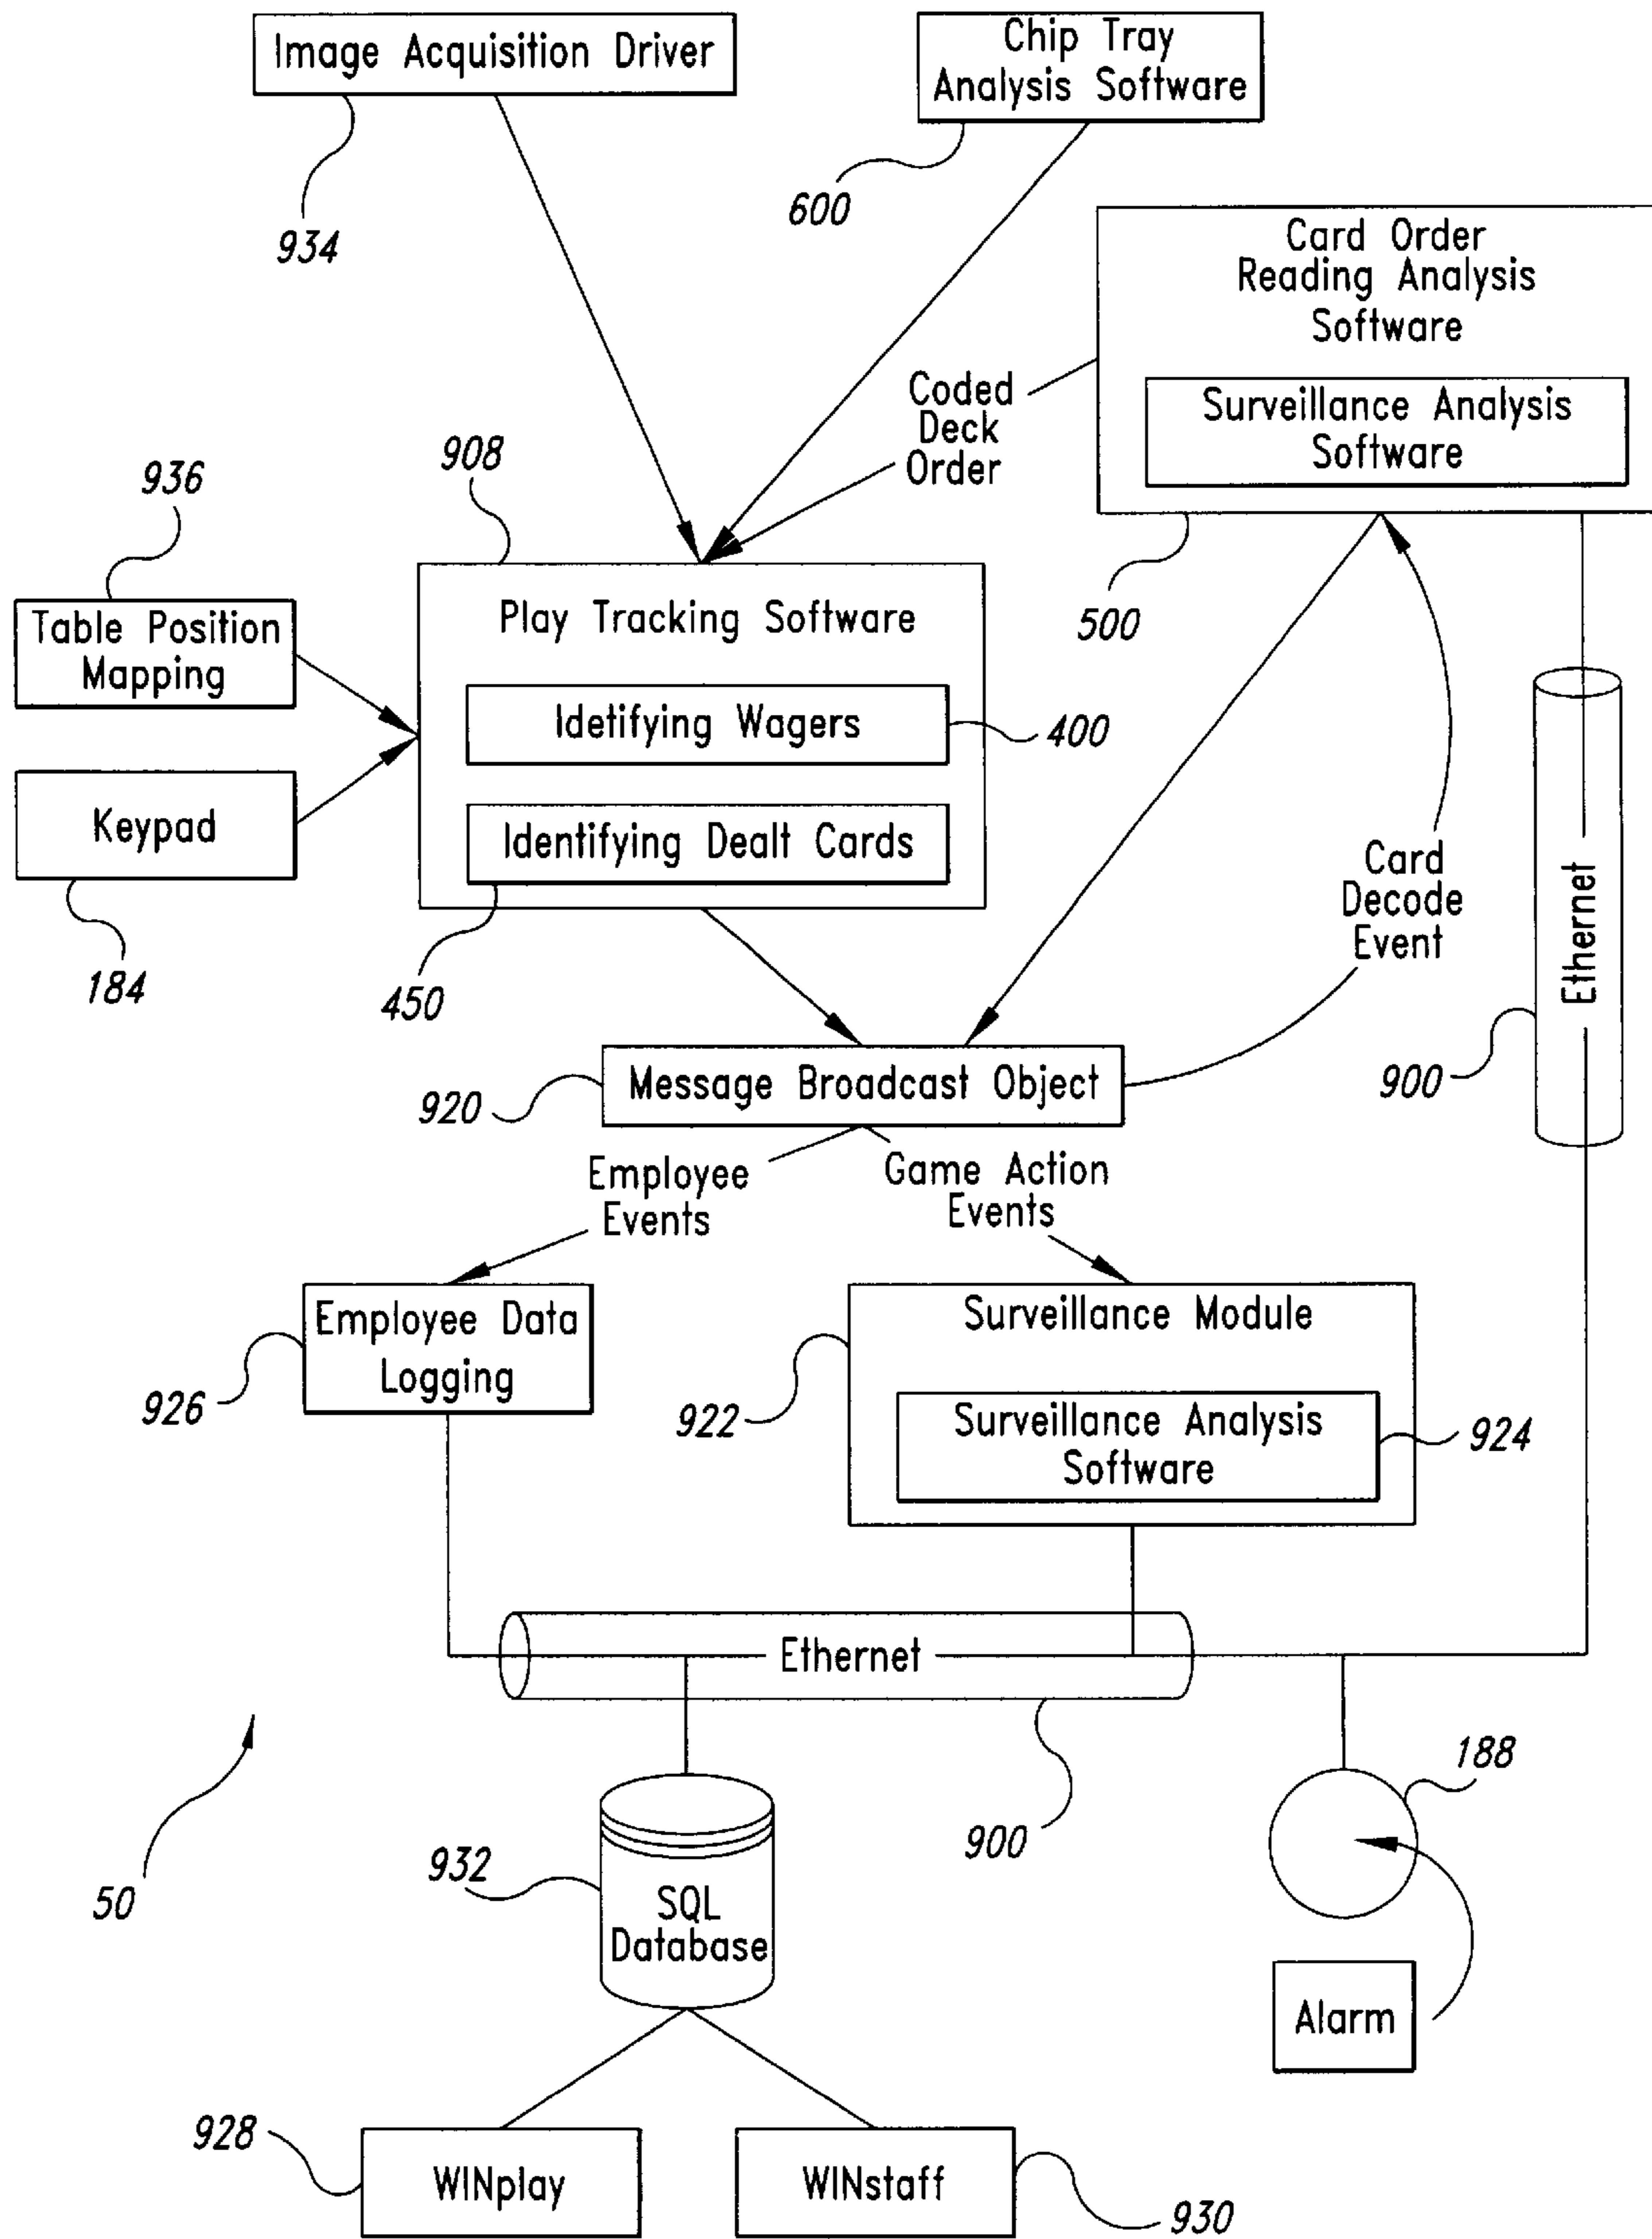 Image Acquisition Driver
934
Chip Tray
Analysis Software
600
Card Order
Reading Analysis
Software
Surveillance Analysis
Software
500
Coded
Deck
Order
908
936
Table Position
Mapping
Keypad
184
Play Tracking Software
Idetifying Wagers
400
Identifying Dealt Cards
450
Card
Decode
Event
Ethernet
900
Message Broadcast Object
920
Employee
Events
Game Action
Events
Employee Data
Logging
926
Surveillance Module
922
Surveillance Analysis
Software
924
Ethernet
900
50
188
932
SQL
Database
Alarm
928
WINplay
WINstaff
930